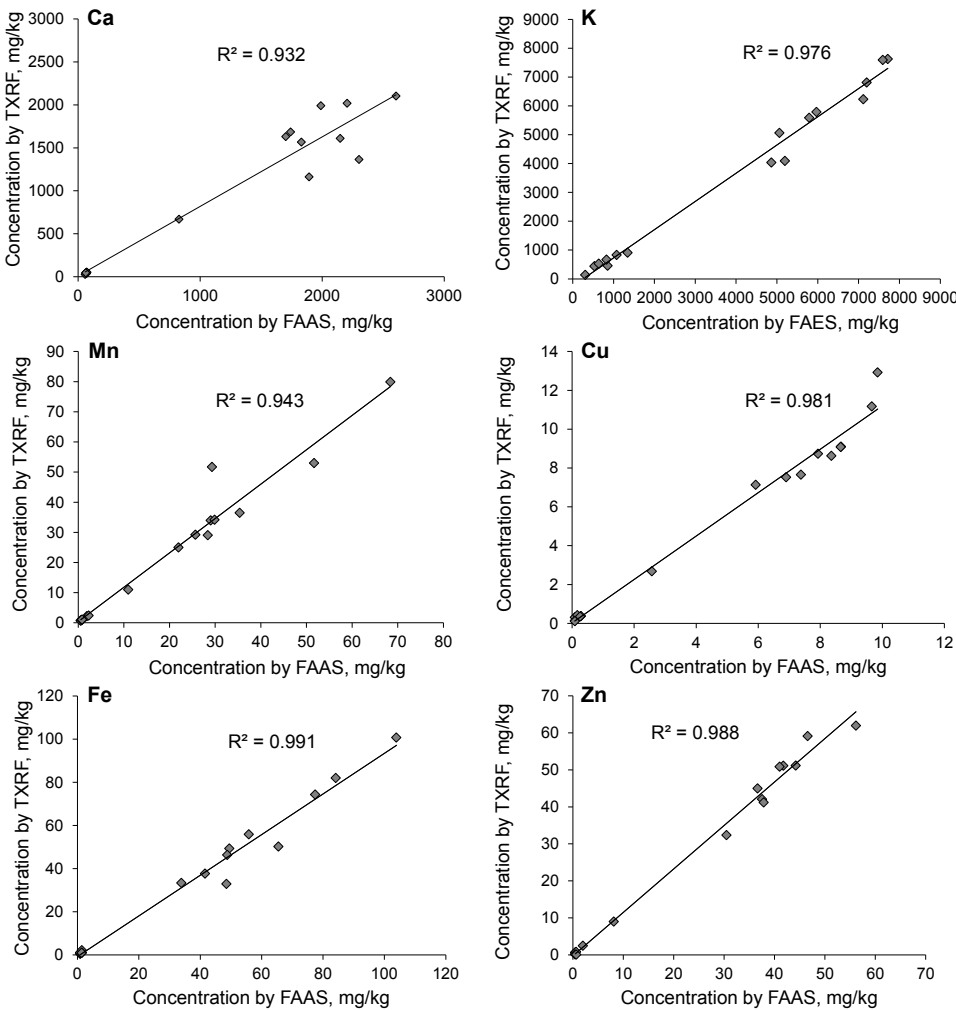 Ca
R² = 0.932
Concentration by TXRF, mg/kg
3000
2500
2000
1500
1000
500
0
0 1000 2000 3000
Concentration by FAAS, mg/kg
K
R² = 0.976
Concentration by TXRF, mg/kg
9000
8000
7000
6000
5000
4000
3000
2000
1000
0
0 1000 2000 3000 4000 5000 6000 7000 8000 9000
Concentration by FAES, mg/kg
Mn
R² = 0.943
Concentration by TXRF, mg/kg
90
80
70
60
50
40
30
20
10
0
0 10 20 30 40 50 60 70 80
Concentration by FAAS, mg/kg
Cu
R² = 0.981
Concentration by TXRF, mg/kg
14
12
10
8
6
4
2
0
0 2 4 6 8 10 12
Concentration by FAAS, mg/kg
Fe
R² = 0.991
Concentration by TXRF, mg/kg
120
100
80
60
40
20
0
0 20 40 60 80 100 120
Concentration by FAAS, mg/kg
Zn
R² = 0.988
Concentration by TXRF, mg/kg
70
60
50
40
30
20
10
0
0 10 20 30 40 50 60 70
Concentration by FAAS, mg/kg